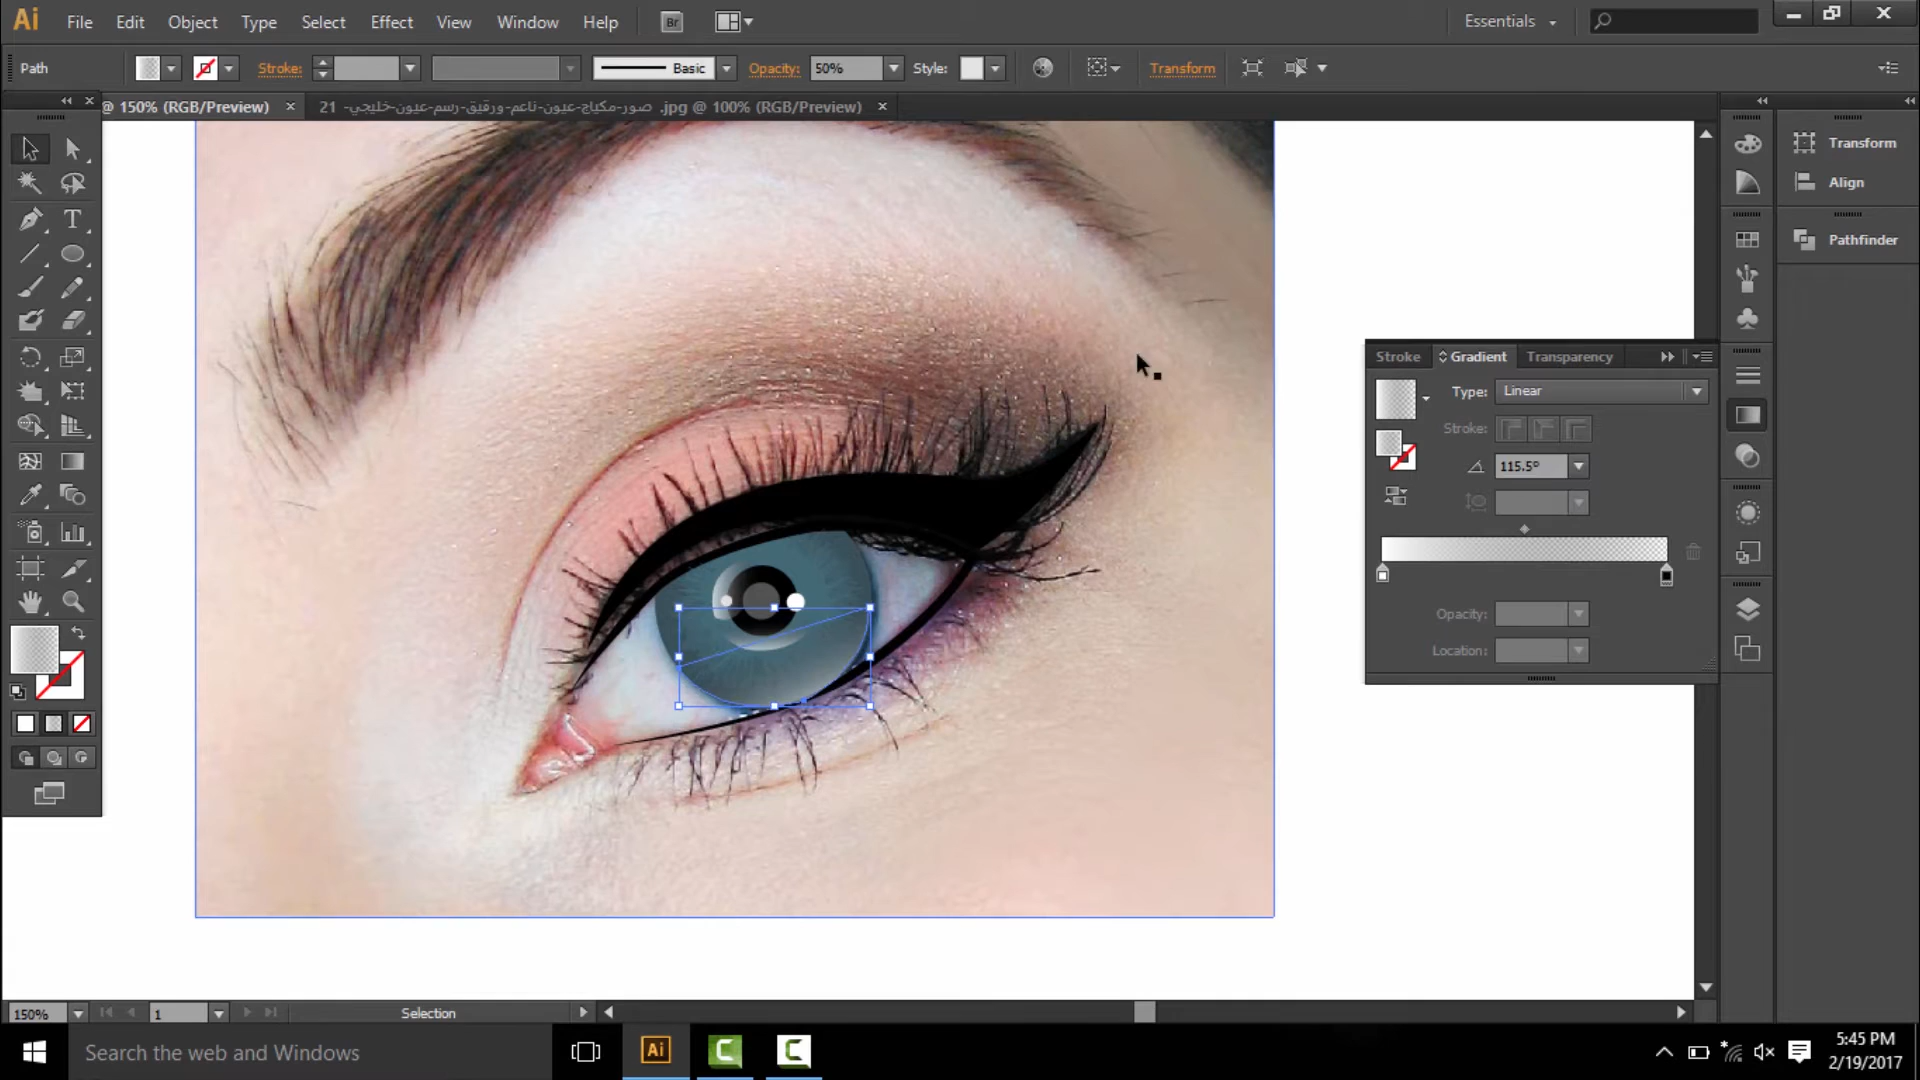 Ai File Edit Object Type Select Effect View Window Help Br Essentials
Path Stroke: Basic Opacity: 50% Style: Transform
@ 150% (RGB/Preview) × 21 -صور-مكياج-عيون-ناعم-ورقيق-رسم-عيون-خليجي .jpg @ 100% (RGB/Preview) ×
Transform
Align
Pathfinder
Stroke Gradient Transparency
Type: Linear
Stroke:
115.5°
Opacity:
Location:
150% 1 Selection
Search the web and Windows Ai
5:45 PM
2/19/2017